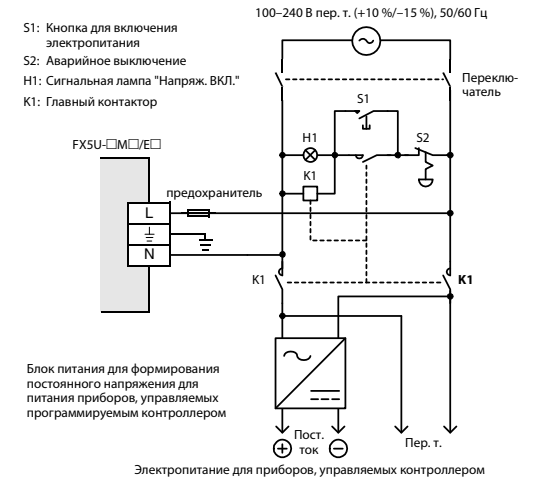 100–240 В пер. т. (+10 %/–15 %), 50/60 Гц
S1: Кнопка для включения
электропитания
S2: Аварийное выключение
H1: Сигнальная лампа "Напряж. ВКЛ."
K1: Главный контактор
Переклю-
чатель
S1
FX5U-□M□/E□
H1
S2
K1
предохранитель
L
N
K1
K1
Блок питания для формирования
постоянного напряжения для
питания приборов, управляемых
программируемым контроллером
Пост.
ток
Пер. т.
+
–
Электропитание для приборов, управляемых контроллером